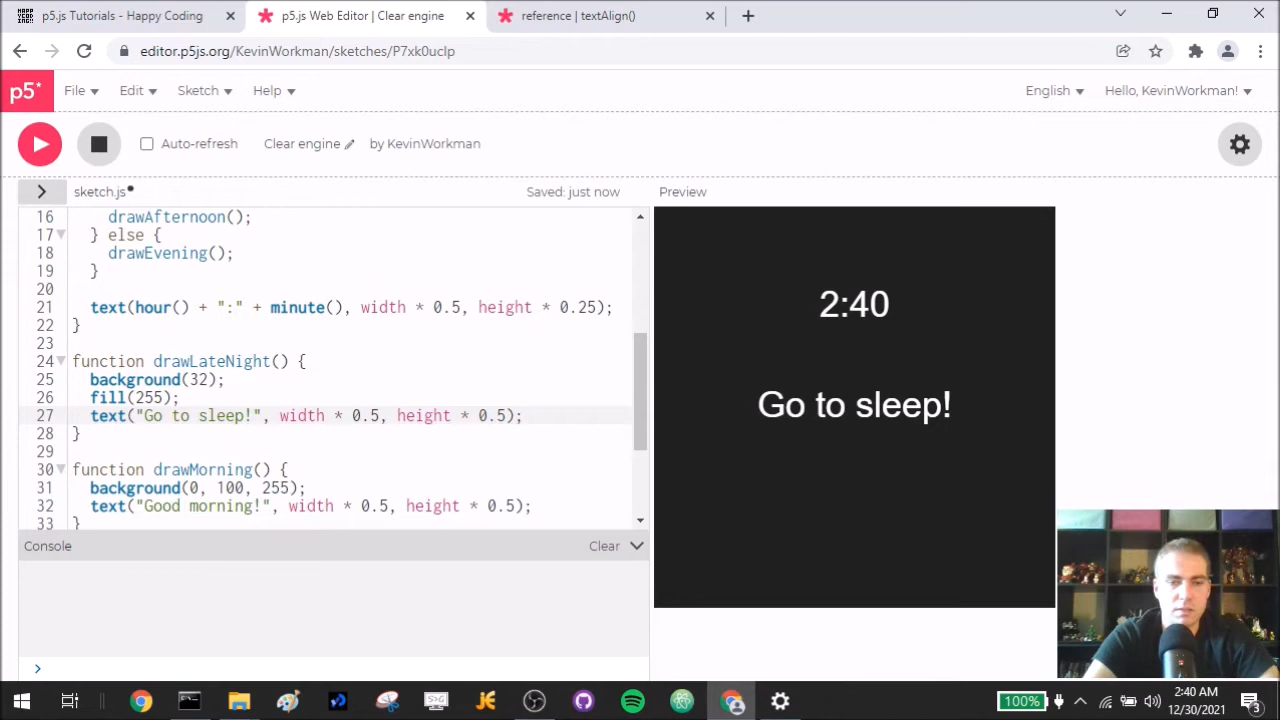 p5.js Tutorials - Happy Coding
p5.js Web Editor | Clear engine
reference | textAlign()
editor.p5js.org/KevinWorkman/sketches/P7xk0uclp
p5*
File
Edit
Sketch
Help
English
Hello, KevinWorkman!
Auto-refresh
Clear engine
by KevinWorkman
sketch.js
Saved: just now
Preview
16 drawAfternoon();
17 } else {
18 drawEvening();
19 }
20
21 text(hour() + ":" + minute(), width * 0.5, height * 0.25);
22 }
23
24 function drawLateNight() {
25 background(32);
26 fill(255);
27 text("Go to sleep!", width * 0.5, height * 0.5);
28 }
29
30 function drawMorning() {
31 background(0, 100, 255);
32 text("Good morning!", width * 0.5, height * 0.5);
33 }
2:40
Go to sleep!
Console
Clear
>
100%
2:40 AM
12/30/2021
3